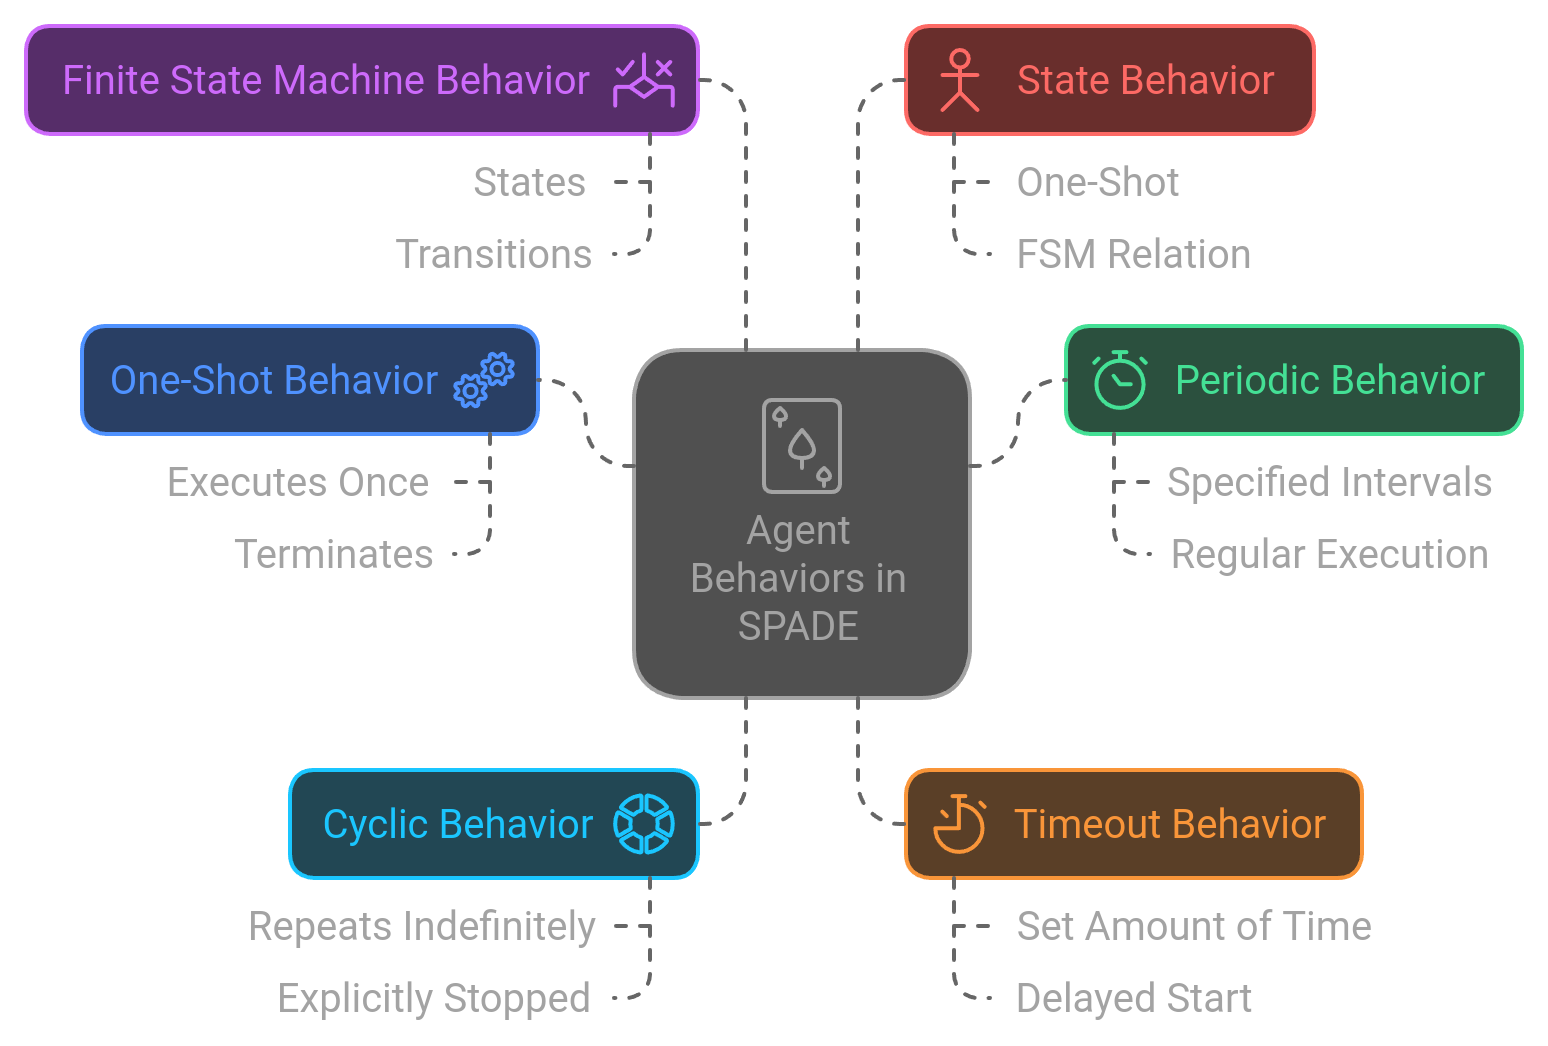 Finite State Machine Behavior
States
Transitions
State Behavior
One-Shot
FSM Relation
One-Shot Behavior
Executes Once
Terminates
Agent
Behaviors in
SPADE
Periodic Behavior
Specified Intervals
Regular Execution
Cyclic Behavior
Repeats Indefinitely
Explicitly Stopped
Timeout Behavior
Set Amount of Time
Delayed Start